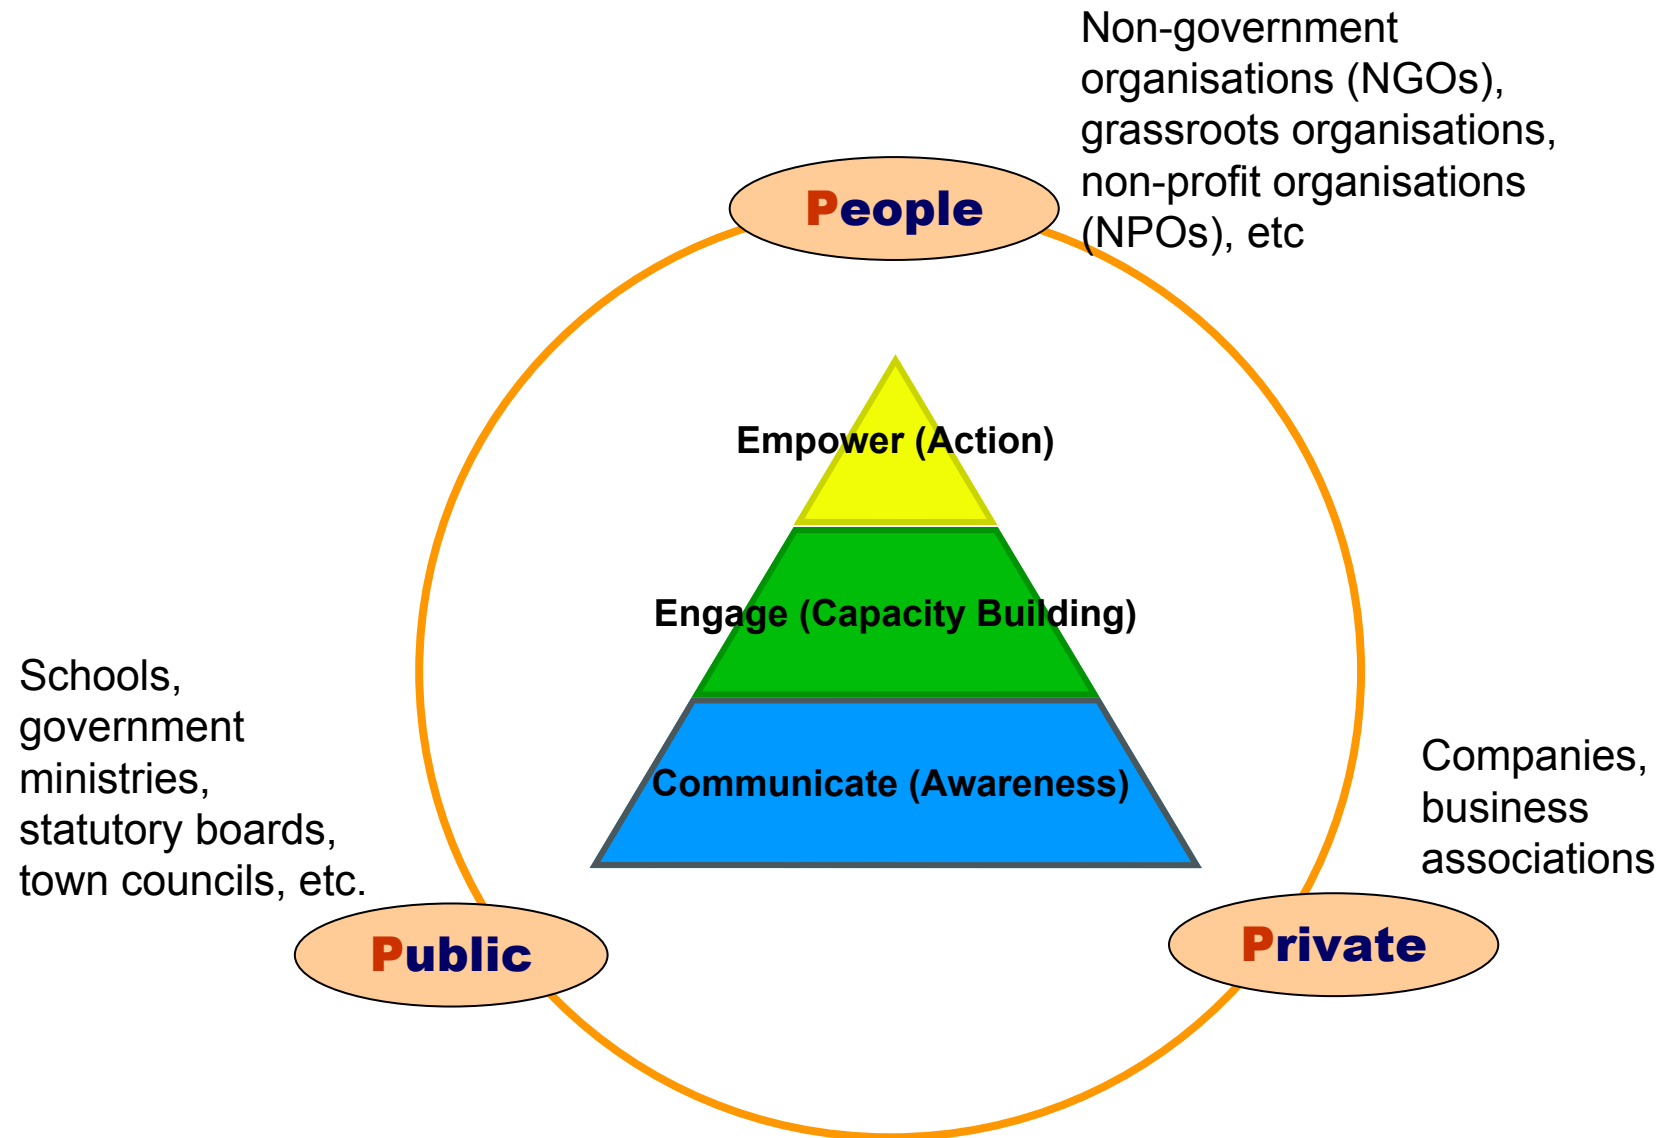 Non-government
organisations (NGOs),
grassroots organisations,
non-profit organisations
(NPOs), etc
People
Empower (Action)
Engage (Capacity Building)
Communicate (Awareness)
Schools,
government
ministries,
statutory boards,
town councils, etc.
Public
Companies,
business
associations
Private